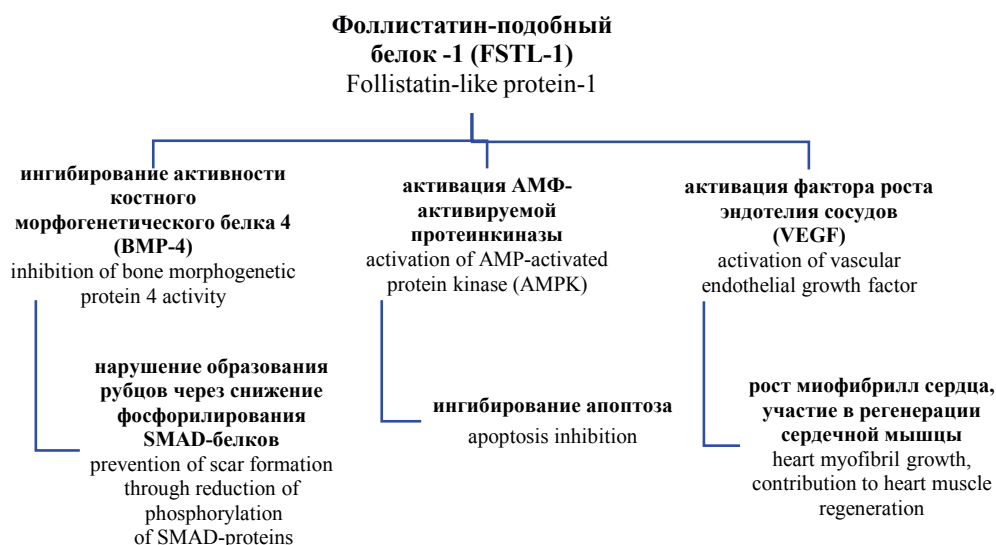 Фоллистатин-подобный
белок -1 (FSTL-1)
Follistatin-like protein-1
ингибирование активности
костного
морфогенетического белка 4
(BMP-4)
inhibition of bone morphogenetic
protein 4 activity
активация АМФ-
активируемой
протеинкиназы
activation of AMP-activated
protein kinase (AMPK)
активация фактора роста
эндотелия сосудов
(VEGF)
activation of vascular
endothelial growth factor
нарушение образования
рубцов через снижение
фосфорилирования
SMAD-белков
prevention of scar formation
through reduction of
phosphorylation
of SMAD-proteins
ингибирование апоптоза
apoptosis inhibition
рост миофибрилл сердца,
участие в регенерации
сердечной мышцы
heart myofibril growth,
contribution to heart muscle
regeneration